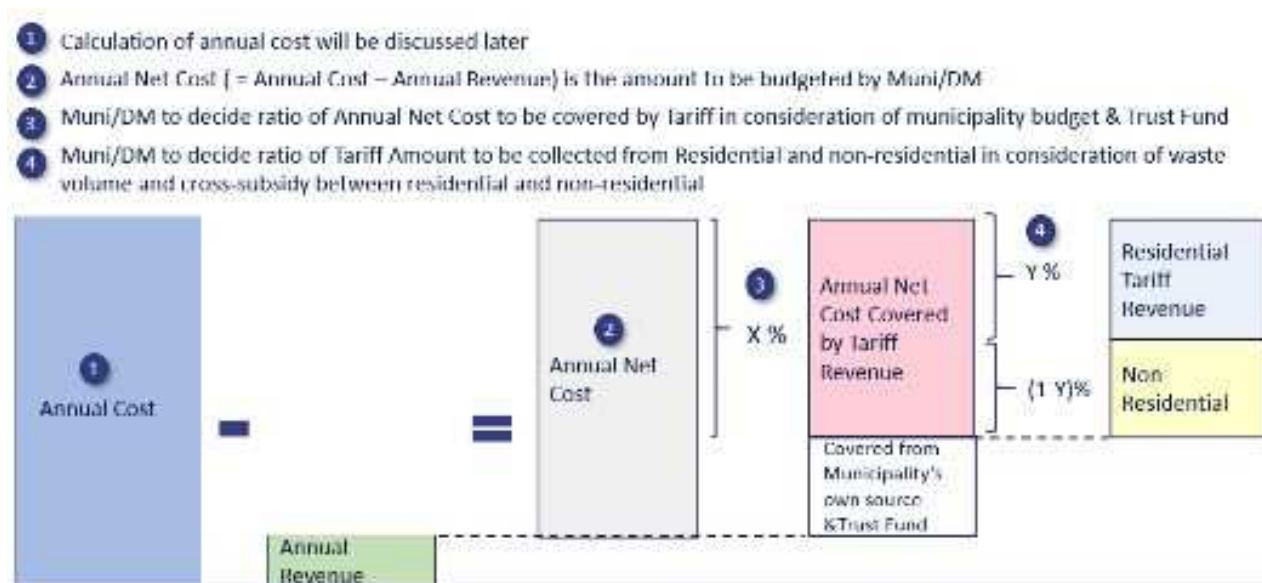 1 Calculation of annual cost will be discussed later
2 Annual Net Cost ( = Annual Cost – Annual Revenue) is the amount to be budgeted by Muni/DM
3 Muni/DM to decide ratio of Annual Net Cost to be covered by Tariff in consideration of municipality budget & Trust Fund
4 Muni/DM to decide ratio of Tariff Amount to be collected from Residential and non-residential in consideration of waste
volume and cross-subsidy between residential and non-residential
1
Annual Cost
Annual
Revenue
2
Annual Net
Cost
3
X %
Annual Net
Cost Covered
by Tariff
Revenue
Covered from
Municipality's
own source
&Trust Fund
4
Y %
(1 Y)%
Residential
Tariff
Revenue
Non
Residential